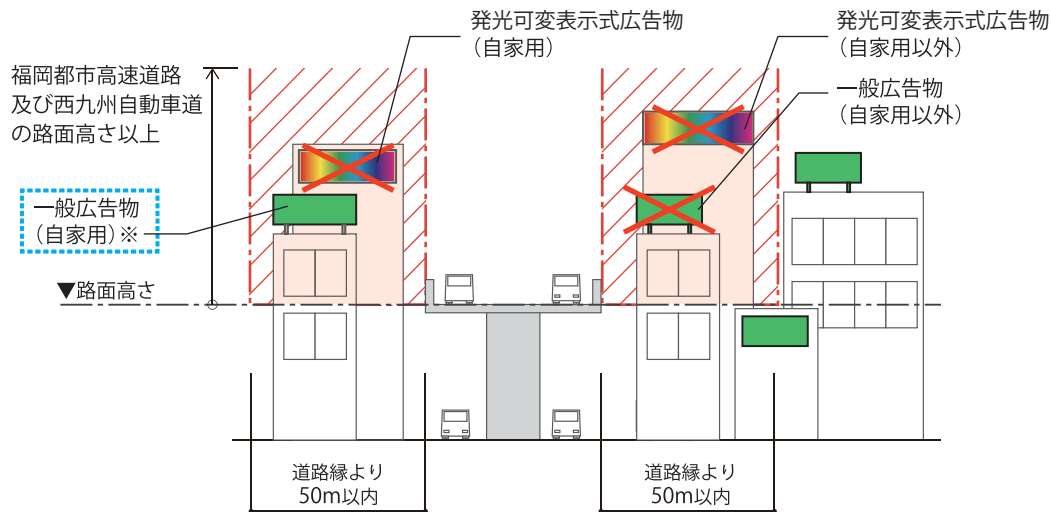 発光可変表示式広告物
（自家用）
発光可変表示式広告物
（自家用以外）
一般広告物
（自家用以外）
福岡都市高速道路
及び西九州自動車道
の路面高さ以上
一般広告物
（自家用）※
▼路面高さ
道路縁より
50m以内
道路縁より
50m以内